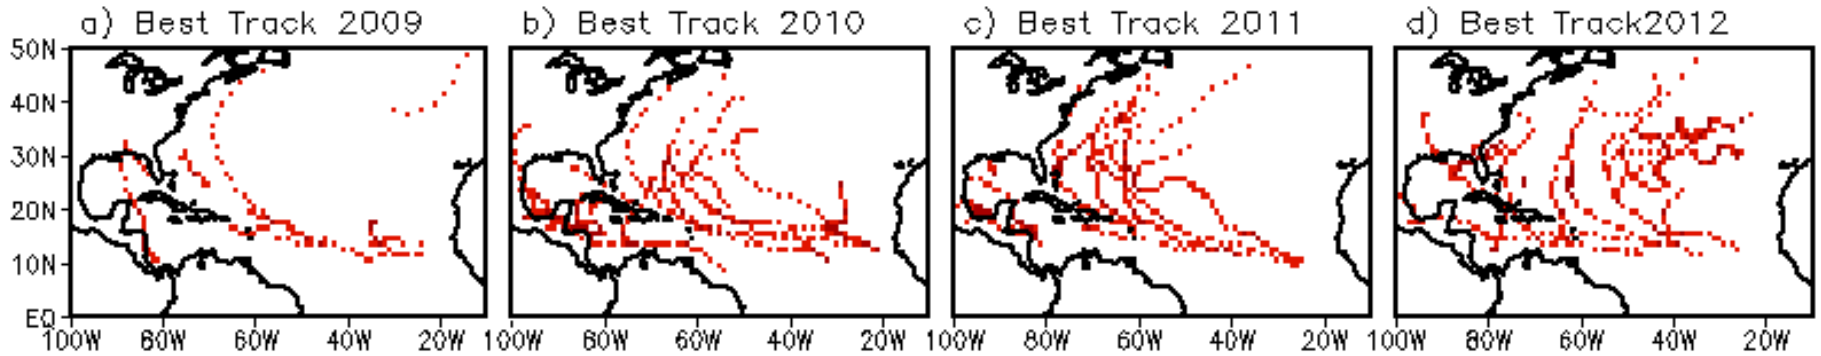 a) Best Track 2009 b) Best Track 2010 c) Best Track 2011 d) Best Track2012
50N
40N
30N
20N
10N
EQ
100W 80W 60W 40W 20W 100W 80W 60W 40W 20W 100W 80W 60W 40W 20W 100W 80W 60W 40W 20W